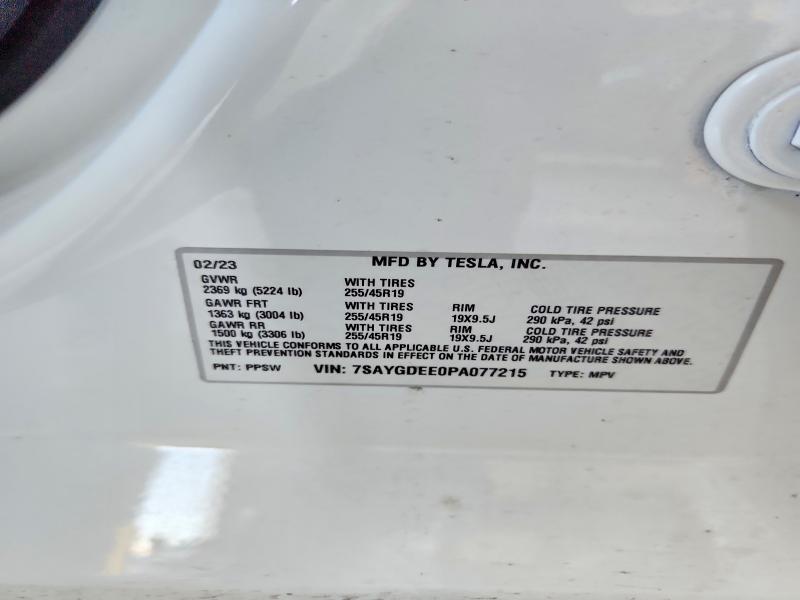 02/23 MFD BY TESLA, INC.
GVWR
2369 kg (5224 lb) WITH TIRES 255/45R19
GAWR FRT WITH TIRES RIM COLD TIRE PRESSURE
1363 kg (3004 lb) 255/45R19 19X9.5J 290 kPa, 42 psi
GAWR RR WITH TIRES RIM COLD TIRE PRESSURE
1500 kg (3306 lb) 255/45R19 19X9.5J 290 kPa, 42 psi
THIS VEHICLE CONFORMS TO ALL APPLICABLE U.S. FEDERAL MOTOR VEHICLE SAFETY AND
THEFT PREVENTION STANDARDS IN EFFECT ON THE DATE OF MANUFACTURE SHOWN ABOVE.
PNT: PPSW VIN: 7SAYGDEE0PA077215 TYPE: MPV